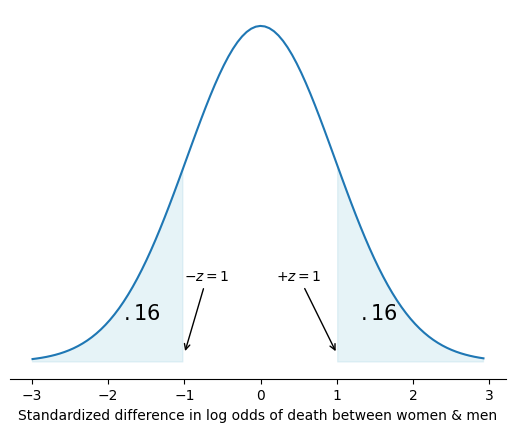 −z = 1
+z = 1
.16
.16
−3 −2 −1 0 1 2 3
Standardized difference in log odds of death between women & men